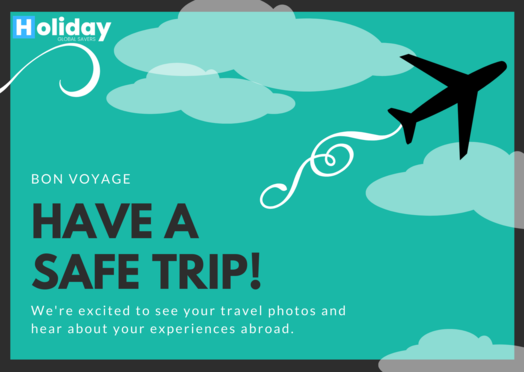 Holiday
GLOBAL SAVERS
BON VOYAGE
HAVE A
SAFE TRIP!
We're excited to see your travel photos and
hear about your experiences abroad.